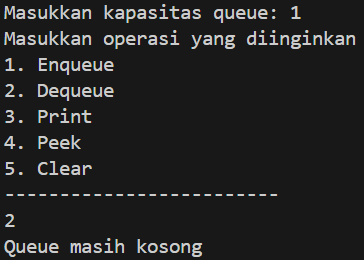 Masukkan kapasitas queue: 1
Masukkan operasi yang diinginkan
1. Enqueue
2. Dequeue
3. Print
4. Peek
5. Clear
-------------------------
2
Queue masih kosong